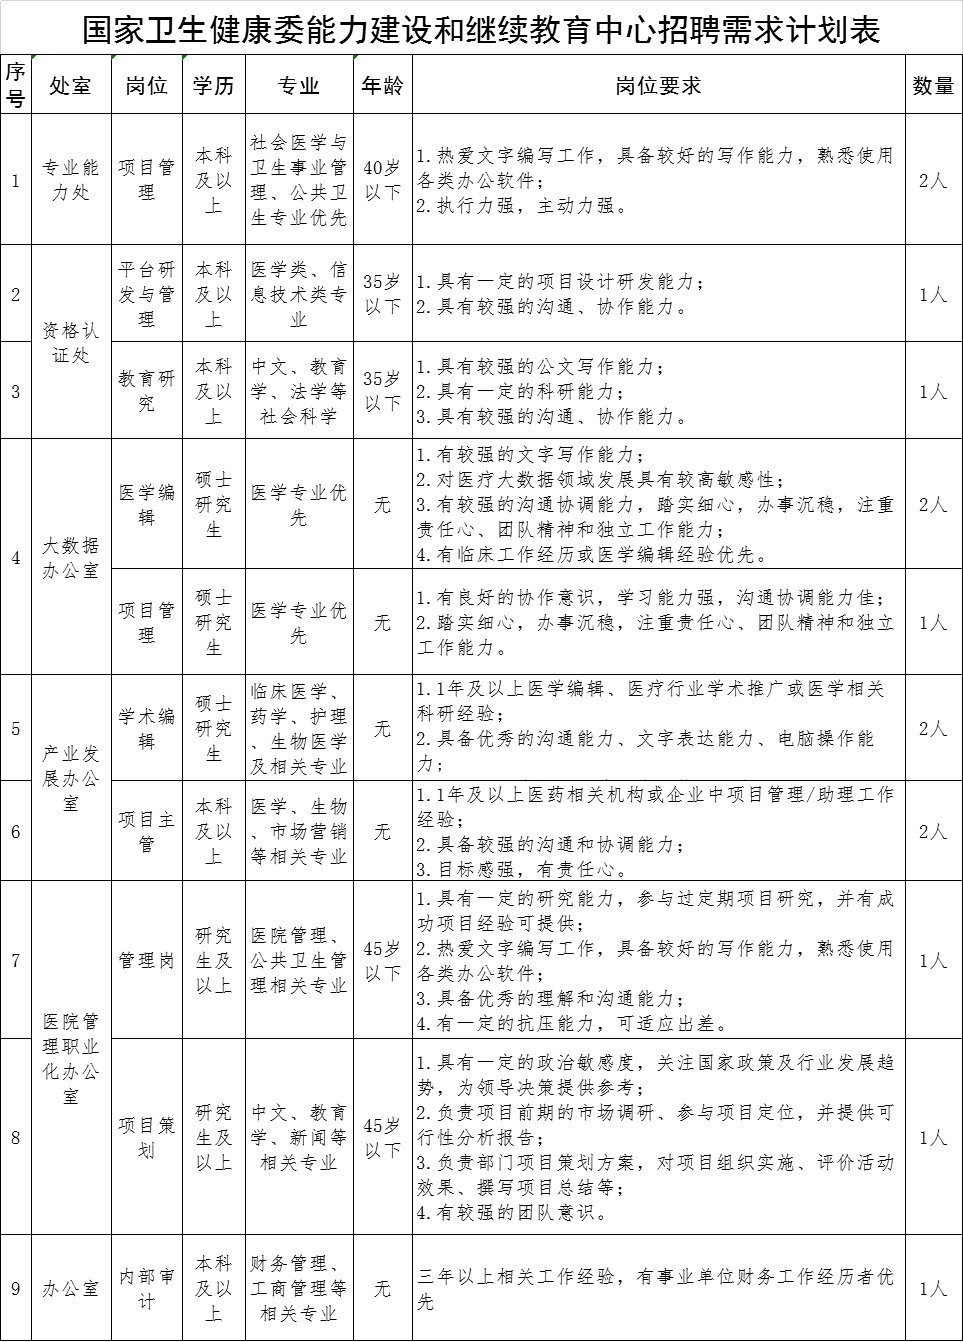 国家卫生健康委能力建设和继续教育中心招聘需求计划表
序号 处室 岗位 学历 专业 年龄 岗位要求 数量
1 专业能力处 项目管理 本科及以上 社会医学与卫生事业管理、公共卫生专业优先 40岁以下
1.热爱文字编写工作，具备较好的写作能力，熟悉使用
各类办公软件；
2.执行力强，主动力强。
2人
2 资格认证处 平台研发与管理 本科及以上 医学类、信息技术类专业 35岁以下
1.具有一定的项目设计研发能力；
2.具有较强的沟通、协作能力。
1人
3 教育研究 本科及以上 中文、教育学、法学等社会科学 35岁以下
1.具有较强的公文写作能力；
2.具有一定的科研能力；
3.具有较强的沟通、协作能力。
1人
4 大数据办公室 医学编辑 硕士研究生 医学专业优先 无
1.有较强的文字写作能力；
2.对医疗大数据领域发展具有较高敏感性；
3.有较强的沟通协调能力，踏实细心，办事沉稳，注重
责任心、团队精神和独立工作能力；
4.有临床工作经历或医学编辑经验优先。
2人
项目管理 硕士研究生 医学专业优先 无
1.有良好的协作意识，学习能力强，沟通协调能力佳；
2.踏实细心，办事沉稳，注重责任心、团队精神和独立
工作能力。
1人
5 产业发展办公室 学术编辑 硕士研究生 临床医学、药学、护理、生物医学及相关专业 无
1.1年及以上医学编辑、医疗行业学术推广或医学相关
科研经验；
2.具备优秀的沟通能力、文字表达能力、电脑操作能
力；
2人
6 项目主管 本科及以上 医学、生物、市场营销等相关专业 无
1.1年及以上医药相关机构或企业中项目管理/助理工作
经验；
2.具备较强的沟通和协调能力；
3.目标感强，有责任心。
2人
7 医院管理职业化办公室 管理岗 研究生及以上 医院管理、公共卫生管理相关专业 45岁以下
1.具有一定的研究能力，参与过定期项目研究，并有成
功项目经验可提供；
2.热爱文字编写工作，具备较好的写作能力，熟悉使用
各类办公软件；
3.具备优秀的理解和沟通能力；
4.有一定的抗压能力，可适应出差。
1人
8 项目策划 研究生及以上 中文、教育学、新闻等相关专业 45岁以下
1.具有一定的政治敏感度，关注国家政策及行业发展趋
势，为领导决策提供参考；
2.负责项目前期的市场调研、参与项目定位，并提供可
行性分析报告；
3.负责部门项目策划方案，对项目组织实施、评价活动
效果、撰写项目总结等；
4.有较强的团队意识。
1人
9 办公室 内部审计 本科及以上 财务管理、工商管理等相关专业 无
三年以上相关工作经验，有事业单位财务工作经历者优
先
1人